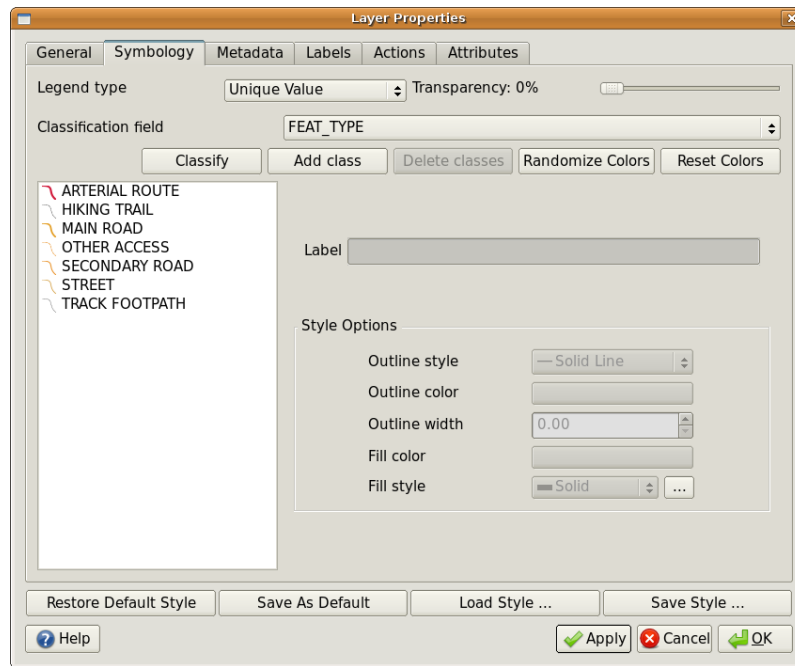 Layer Properties
General Symbology Metadata Labels Actions Attributes
Legend type Unique Value Transparency: 0%
Classification field FEAT_TYPE
Classify Add class Delete classes Randomize Colors Reset Colors
ARTERIAL ROUTE
HIKING TRAIL
MAIN ROAD
OTHER ACCESS
SECONDARY ROAD
STREET
TRACK FOOTPATH
Label
Style Options
Outline style Solid Line
Outline color
Outline width 0.00
Fill color
Fill style Solid ...
Restore Default Style Save As Default Load Style ... Save Style ...
Help Apply Cancel OK